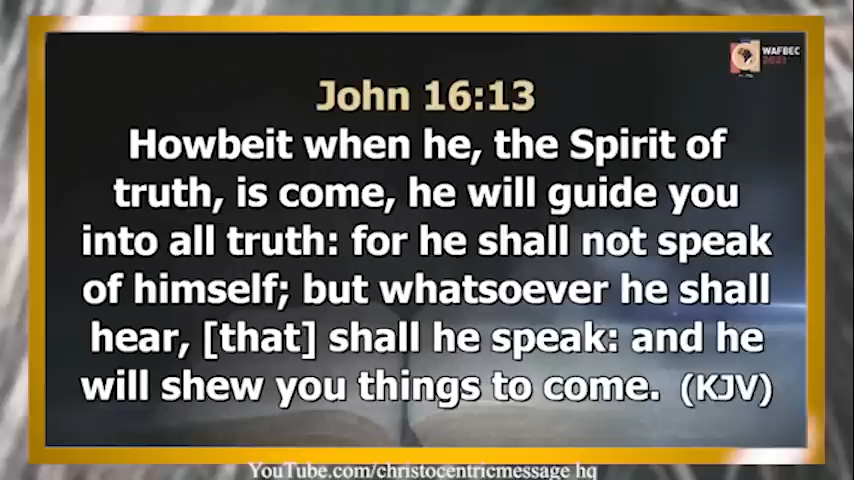 WAFBEC
2021
John 16:13
Howbeit when he, the Spirit of
truth, is come, he will guide you
into all truth: for he shall not speak
of himself; but whatsoever he shall
hear, [that] shall he speak: and he
will shew you things to come. (KJV)
YouTube.com/christocentricmessage hq